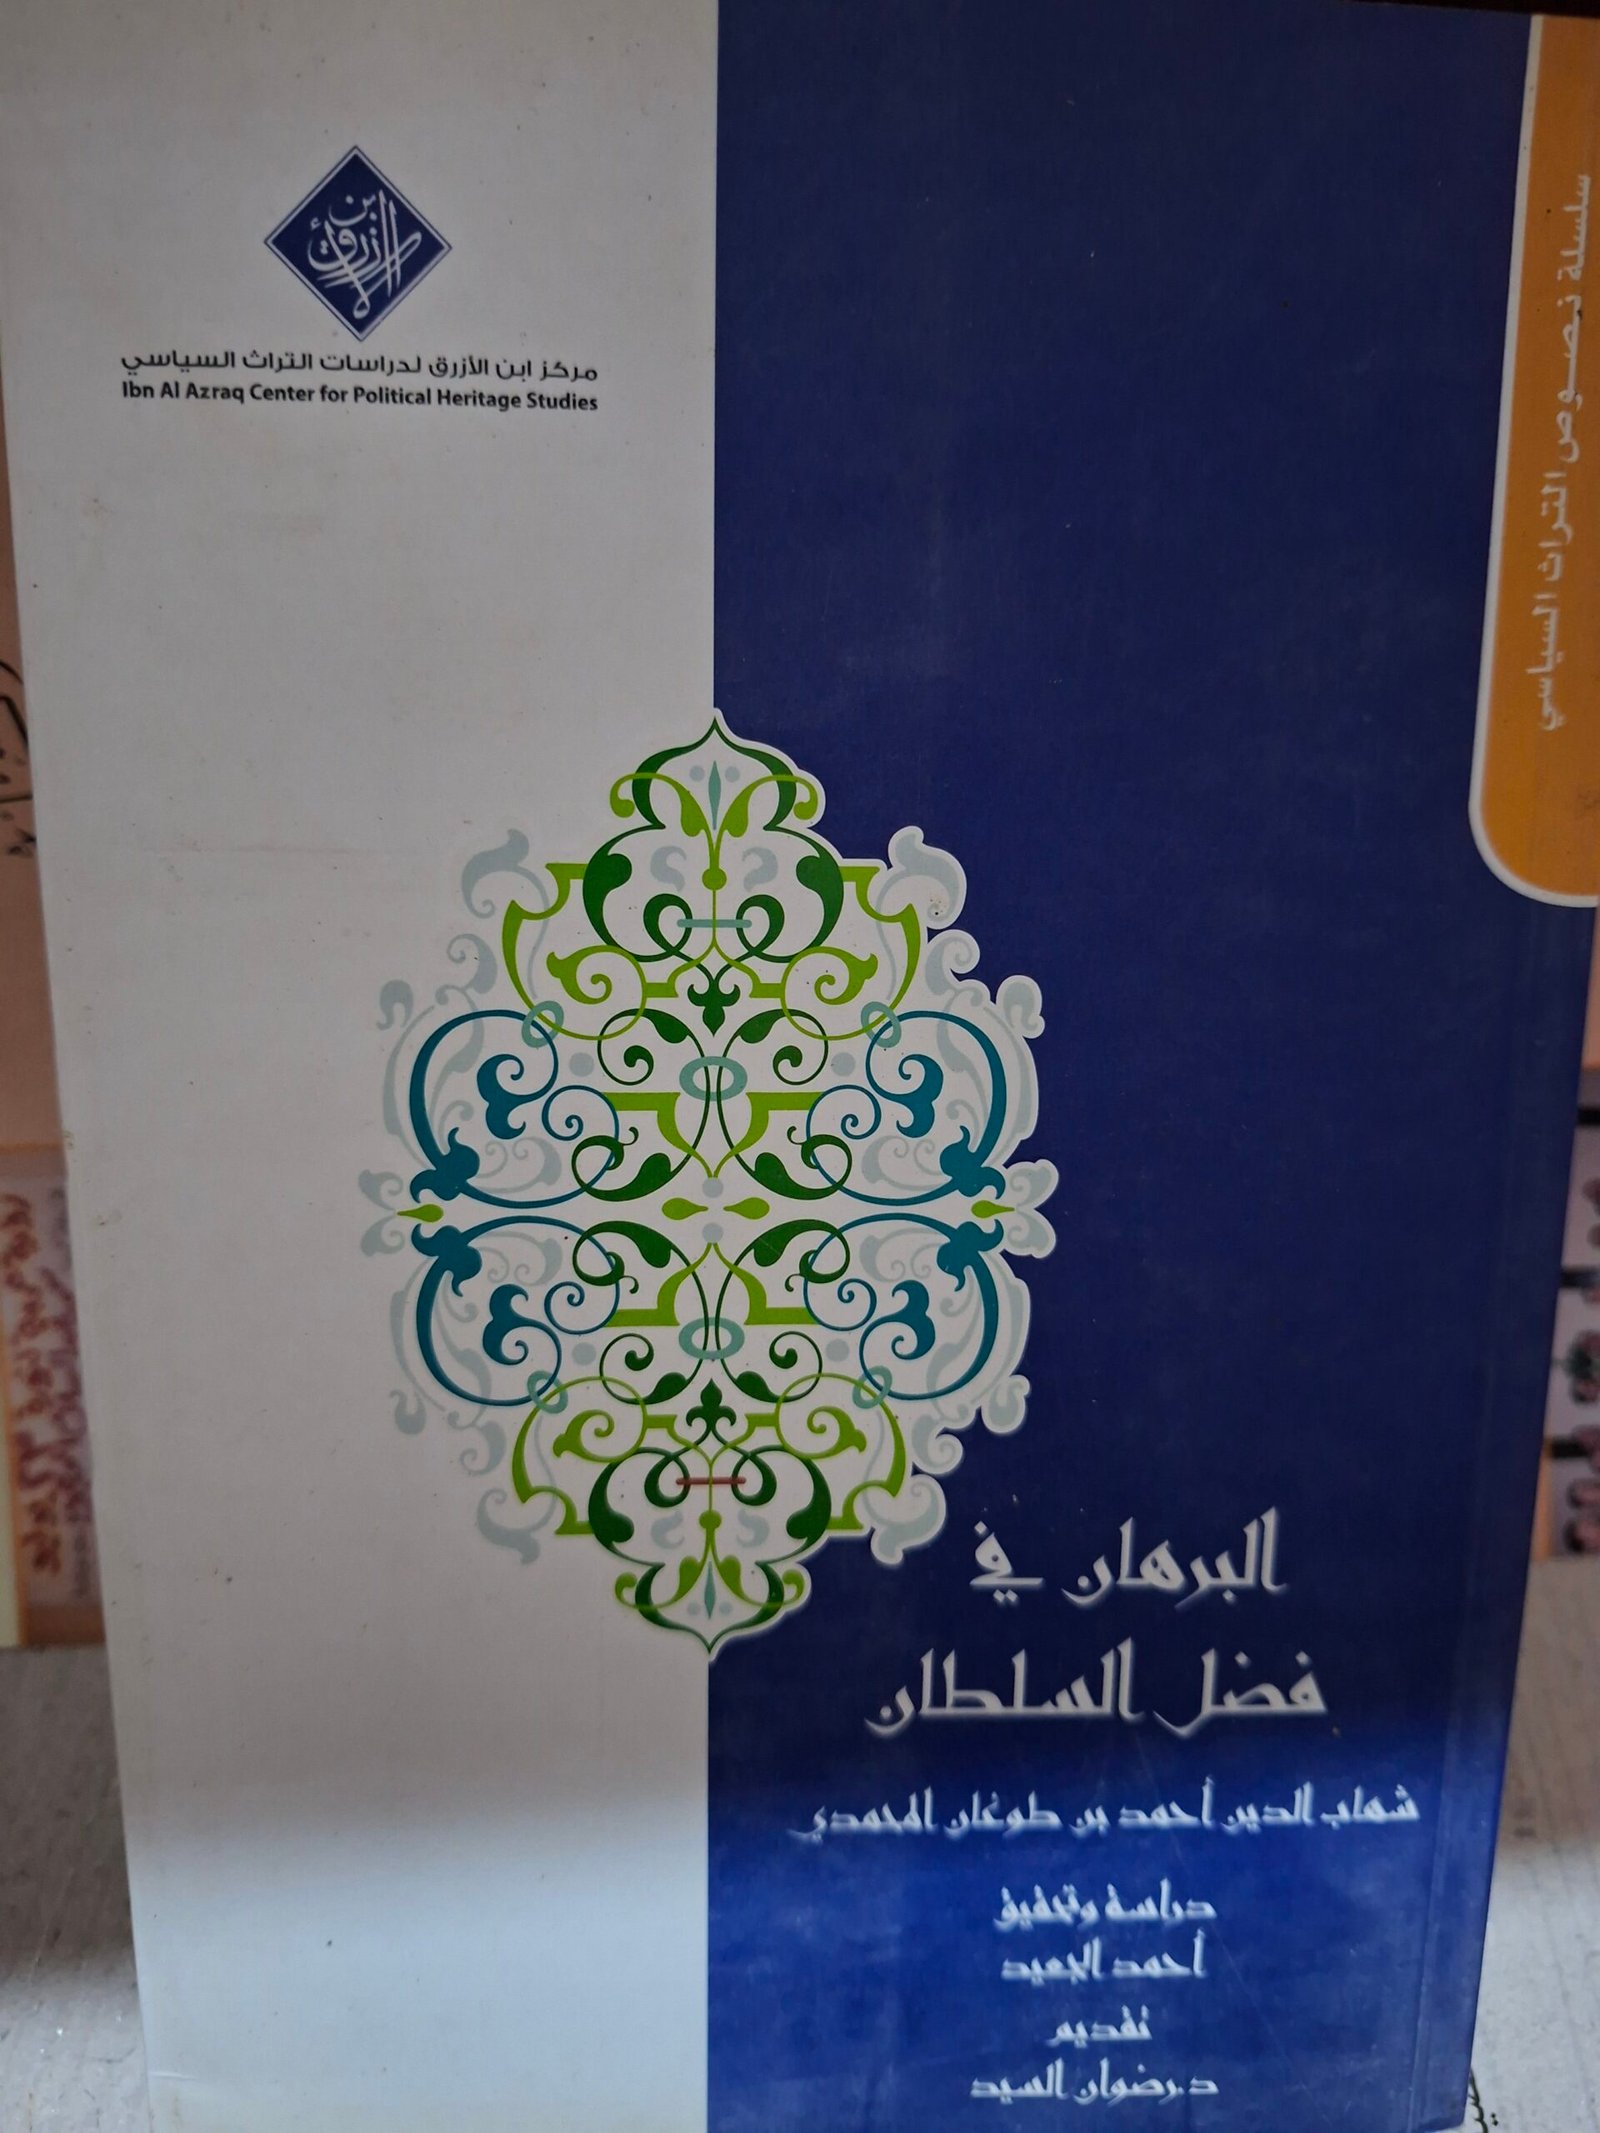 ابن الأزرق
مركز ابن الأزرق لدراسات التراث السياسي
Ibn Al Azraq Center for Political Heritage Studies
سلسلة نصوص التراث السياسي
البرهان في
فضل السلطان
شهاب الدين أحمد بن طوغان المحمدي
دراسة وتحقيق
أحمد الجعيد
تقديم
د.رضوان السيد